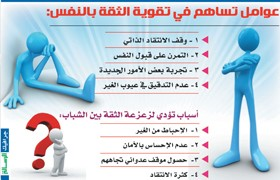 عوامل تساهم في تقوية الثقة بالنفس:
١ - وقف الانتقاد الذاتي
٢ - التمرن على قبول النفس
٣ - تجربة بعض الأمور الجديدة
٤ - عدم التدقيق في عيوب الغير
أسباب تؤدي لزعزعة الثقة بين الشباب،
١ - الإحباط من الغير
٢ - عدم الإحساس بالأمان
٣ - حصول موقف عدواني تجاههم
٤ - كثرة الانتقاد
جرافيك